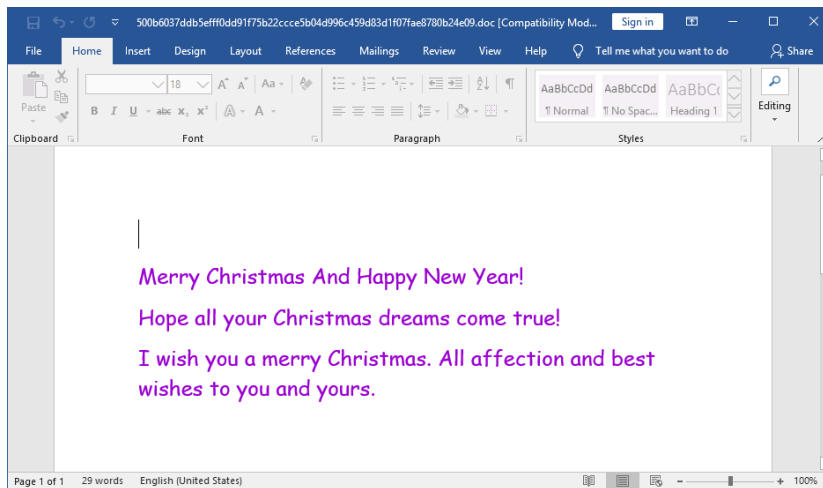 500b6037ddb5efff0dd91f75b22ccce5b04d996c459d83d1f07fae8780b24e09.doc [Compatibility Mod... Sign in
File Home Insert Design Layout References Mailings Review View Help Tell me what you want to do Share
18 Aa
Paste B I U abc x₂ x² A A AaBbCcDd AaBbCcDd AaBbCc Editing
¶ Normal ¶ No Spac... Heading 1
Clipboard Font Paragraph Styles
Merry Christmas And Happy New Year!
Hope all your Christmas dreams come true!
I wish you a merry Christmas. All affection and best
wishes to you and yours.
Page 1 of 1 29 words English (United States) 100%